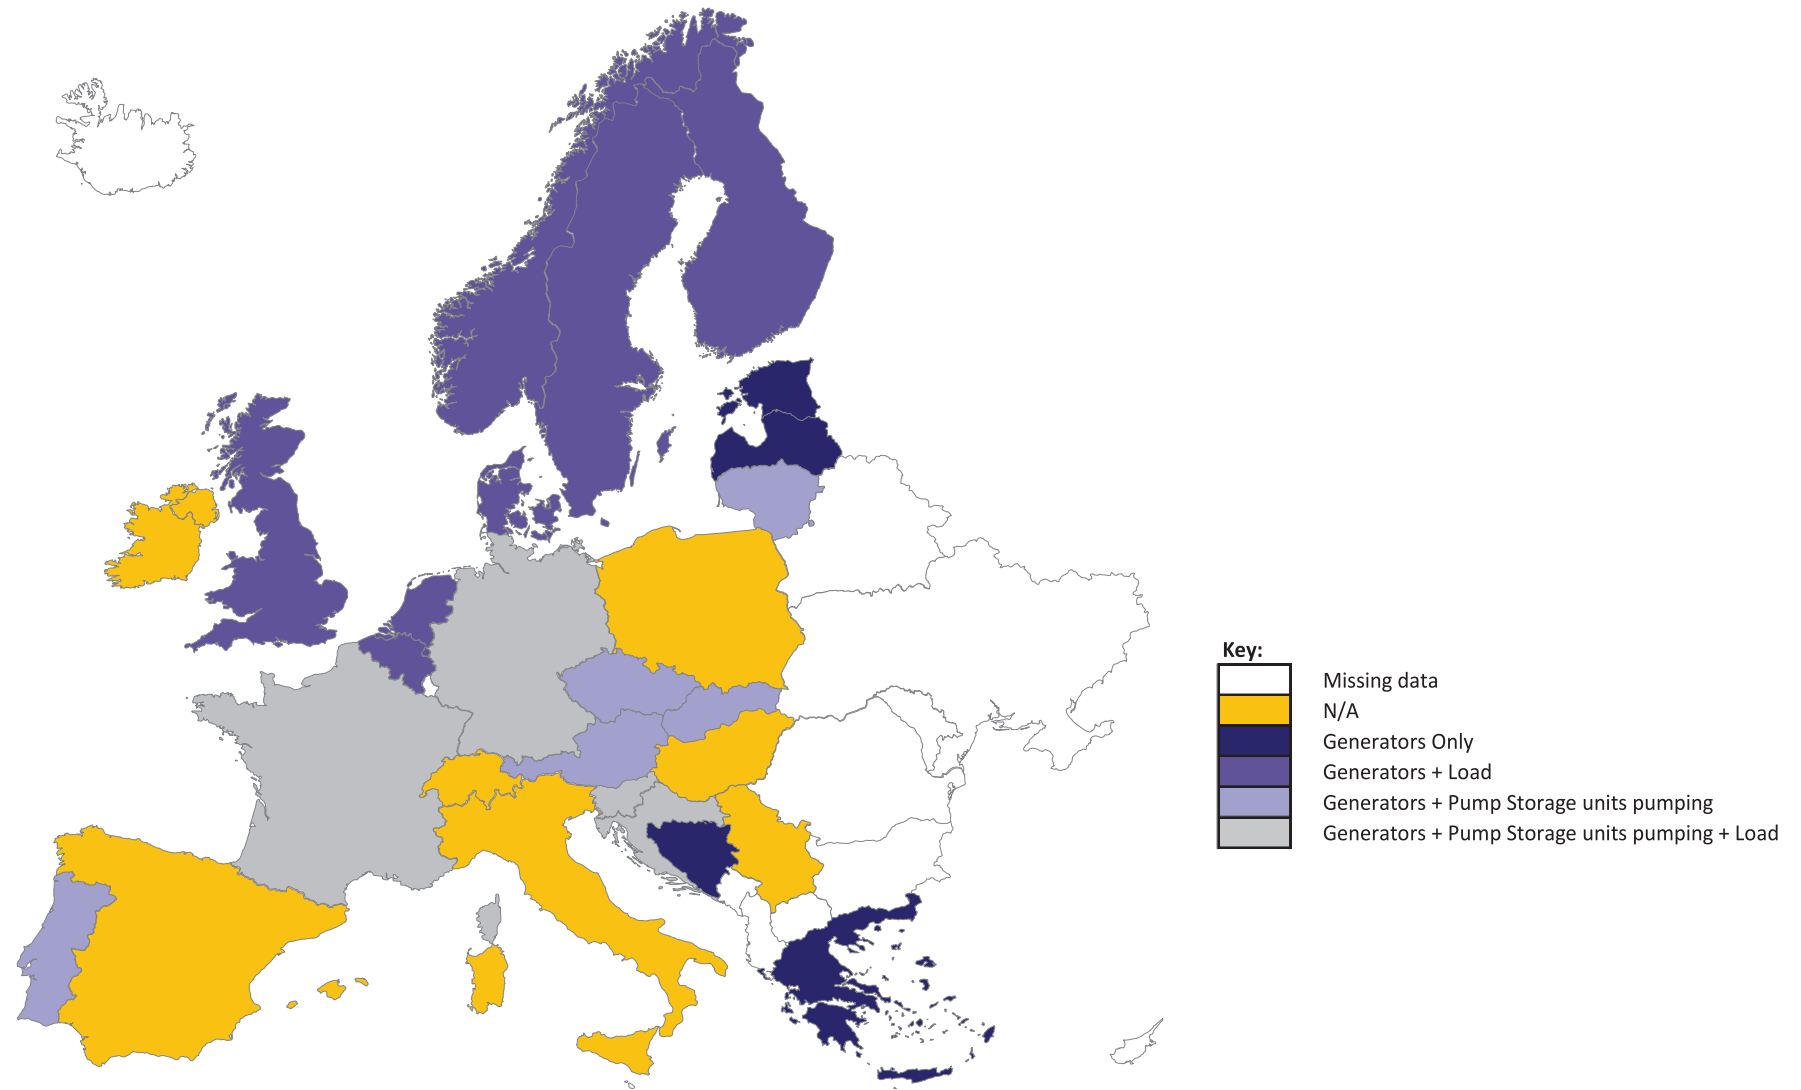 Key:
Missing data
N/A
Generators Only
Generators + Load
Generators + Pump Storage units pumping
Generators + Pump Storage units pumping + Load